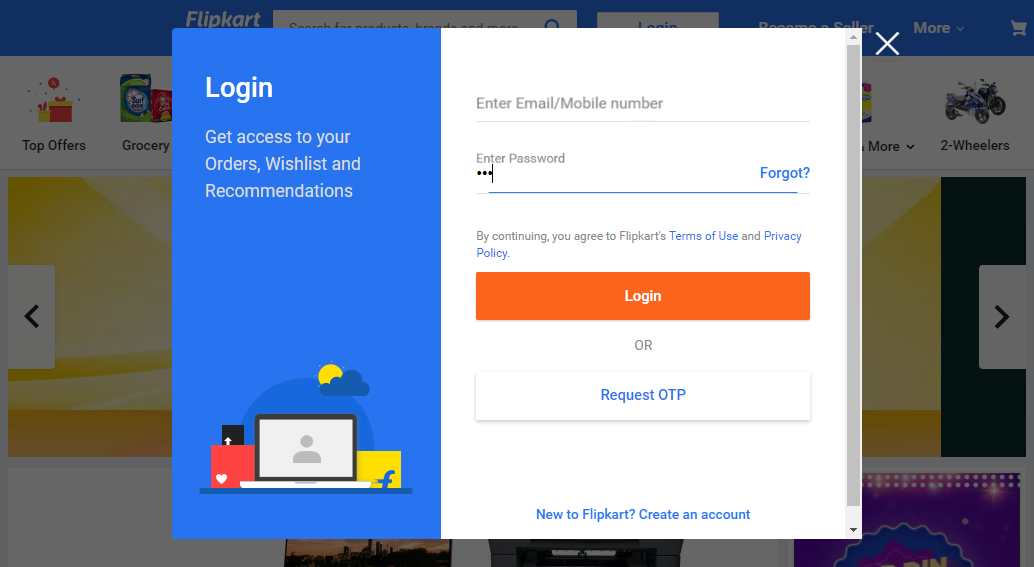 Flipkart
Search for products, brands and more
Login
Become a Seller
More
Top Offers
Grocery
& More
2-Wheelers
Login
Get access to your
Orders, Wishlist and
Recommendations
Enter Email/Mobile number
Enter Password
•••
Forgot?
By continuing, you agree to Flipkart's Terms of Use and Privacy
Policy.
Login
OR
Request OTP
New to Flipkart? Create an account